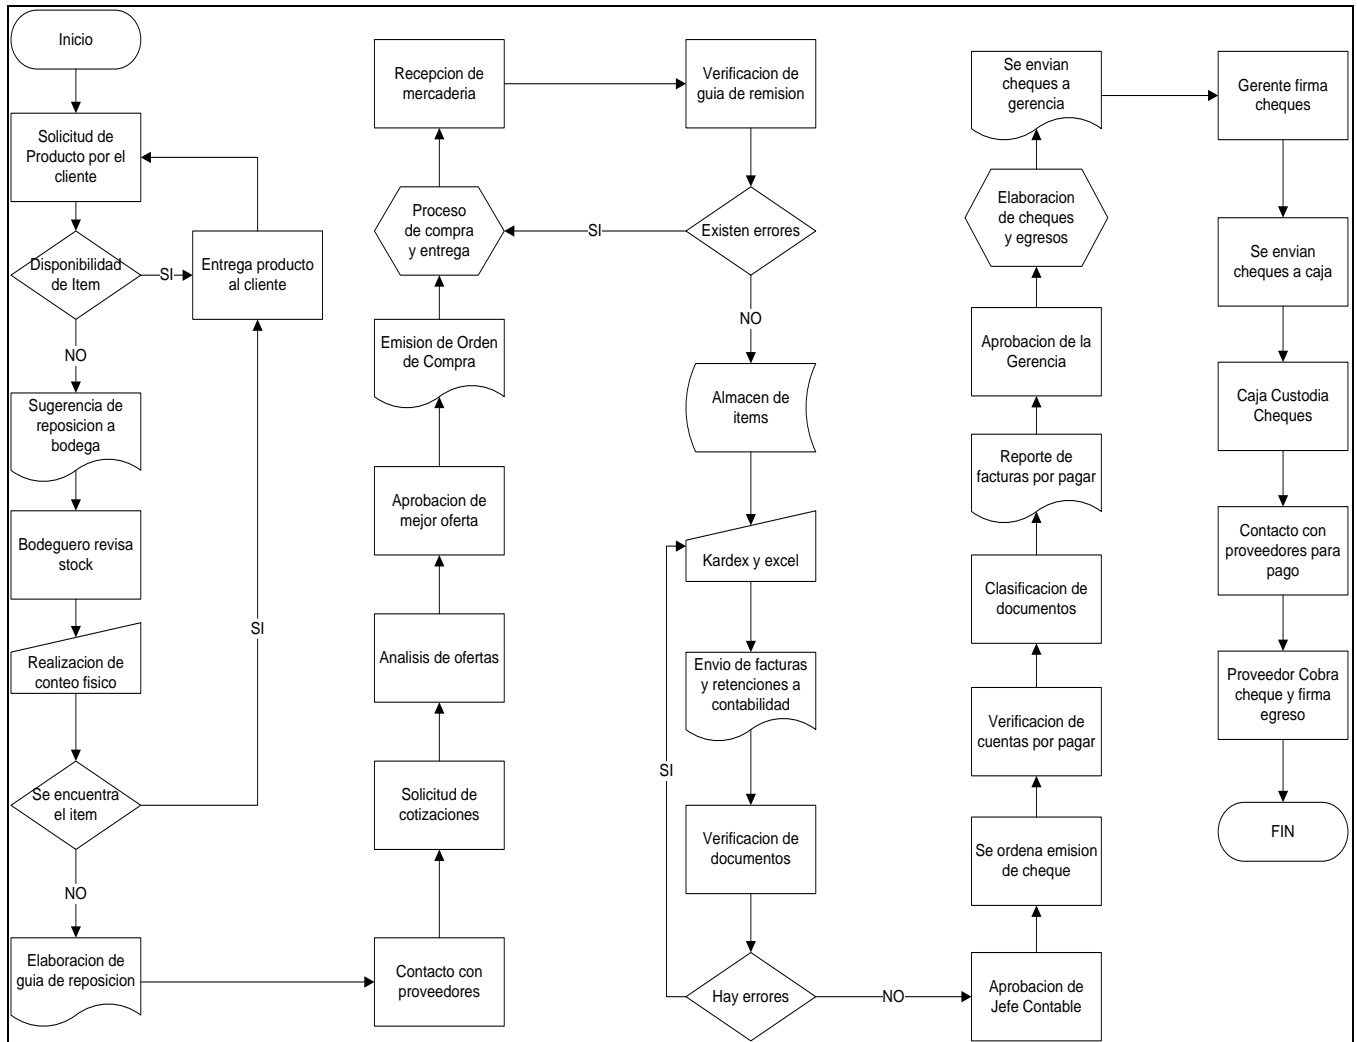 Inicio
Solicitud de
Producto por el
cliente
Disponibilidad
de Item
SI
Entrega producto
al cliente
NO
Sugerencia de
reposicion a
bodega
Bodeguero revisa
stock
Realizacion de
conteo fisico
SI
Se encuentra
el item
NO
Elaboracion de
guia de reposicion
Contacto con
proveedores
Solicitud de
cotizaciones
Analisis de ofertas
Aprobacion de
mejor oferta
Emision de Orden
de Compra
Proceso
de compra
y entrega
Recepcion de
mercaderia
Verificacion de
guia de remision
Existen errores
SI
NO
Almacen de
items
Kardex y excel
Envio de facturas
y retenciones a
contabilidad
SI
Verificacion de
documentos
Hay errores
NO
Aprobacion de
Jefe Contable
Se ordena emision
de cheque
Verificacion de
cuentas por pagar
Clasificacion de
documentos
Reporte de
facturas por pagar
Aprobacion de la
Gerencia
Elaboracion
de cheques
y egresos
Se envian
cheques a
gerencia
Gerente firma
cheques
Se envian
cheques a caja
Caja Custodia
Cheques
Contacto con
proveedores para
pago
Proveedor Cobra
cheque y firma
egreso
FIN